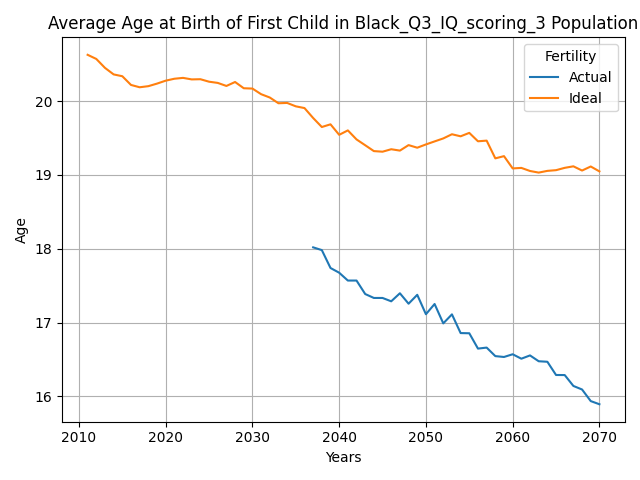 Average Age at Birth of First Child in Black_Q3_IQ_scoring_3 Population
Fertility
Actual
Ideal
Age
20
19
18
17
16
2010
2020
2030
2040
2050
2060
2070
Years